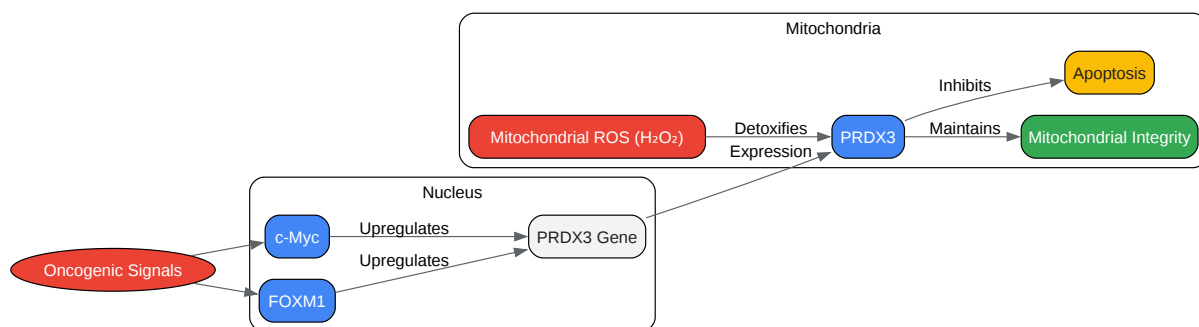 Mitochondria
Apoptosis
Inhibits
Mitochondrial ROS (H₂O₂)
Detoxifies
PRDX3
Maintains
Mitochondrial Integrity
Expression
Nucleus
c-Myc
Upregulates
PRDX3 Gene
Upregulates
Oncogenic Signals
FOXM1